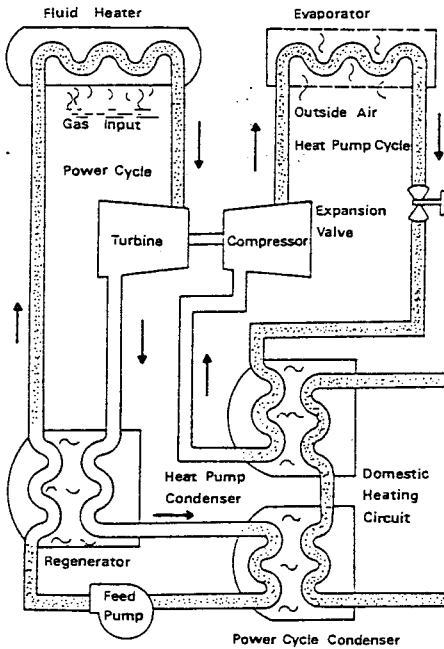 Fluid Heater
Evaporator
Gas Input
Outside Air
Power Cycle
Heat Pump Cycle
Turbine
Compressor
Expansion
Valve
Heat Pump
Condenser
Domestic
Heating
Circuit
Regenerator
Feed
Pump
Power Cycle Condenser